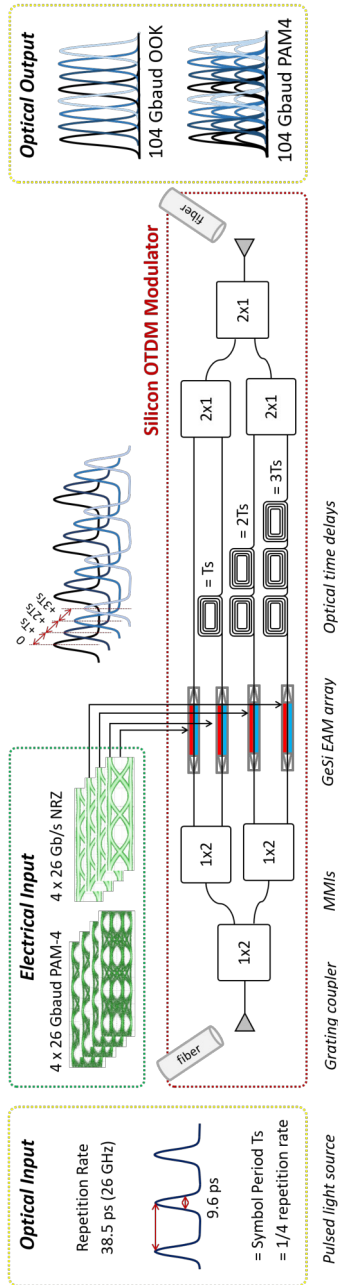 Optical Input
Repetition Rate
38.5 ps (26 GHz)
9.6 ps
= Symbol Period Ts
= 1/4 repetition rate
Pulsed light source
Electrical Input
4 x 26 Gbaud PAM-4
4 x 26 Gb/s NRZ
0
+Ts
+2Ts
+3Ts
Silicon OTDM Modulator
fiber
1x2
1x2
1x2
= Ts
= 2Ts
= 3Ts
2x1
2x1
2x1
fiber
Grating coupler
MMIs
GeSi EAM array
Optical time delays
Optical Output
104 Gbaud OOK
104 Gbaud PAM4